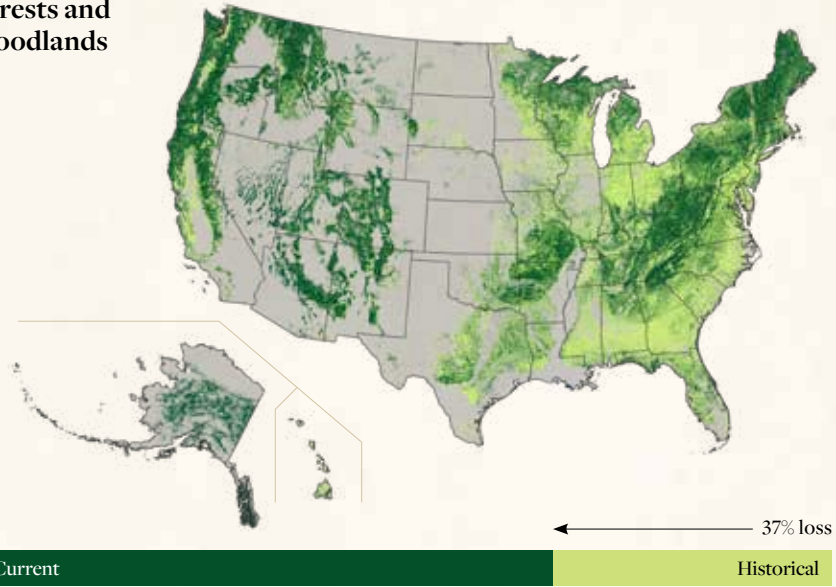 rests and
oodlands
37% loss
Current
Historical